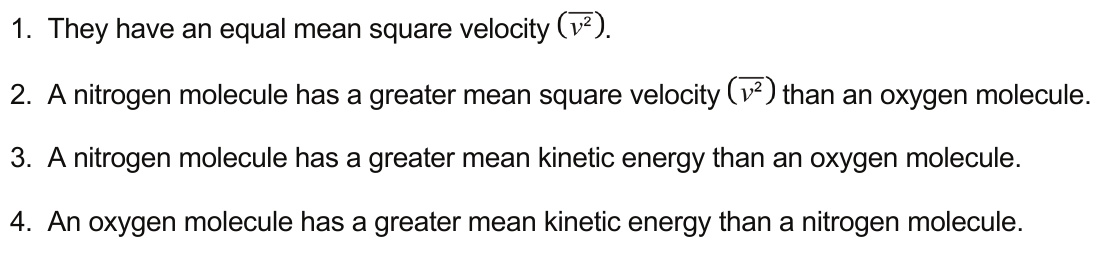 1. They have an equal mean square velocity (v̅²).
2. A nitrogen molecule has a greater mean square velocity (v̅²) than an oxygen molecule.
3. A nitrogen molecule has a greater mean kinetic energy than an oxygen molecule.
4. An oxygen molecule has a greater mean kinetic energy than a nitrogen molecule.